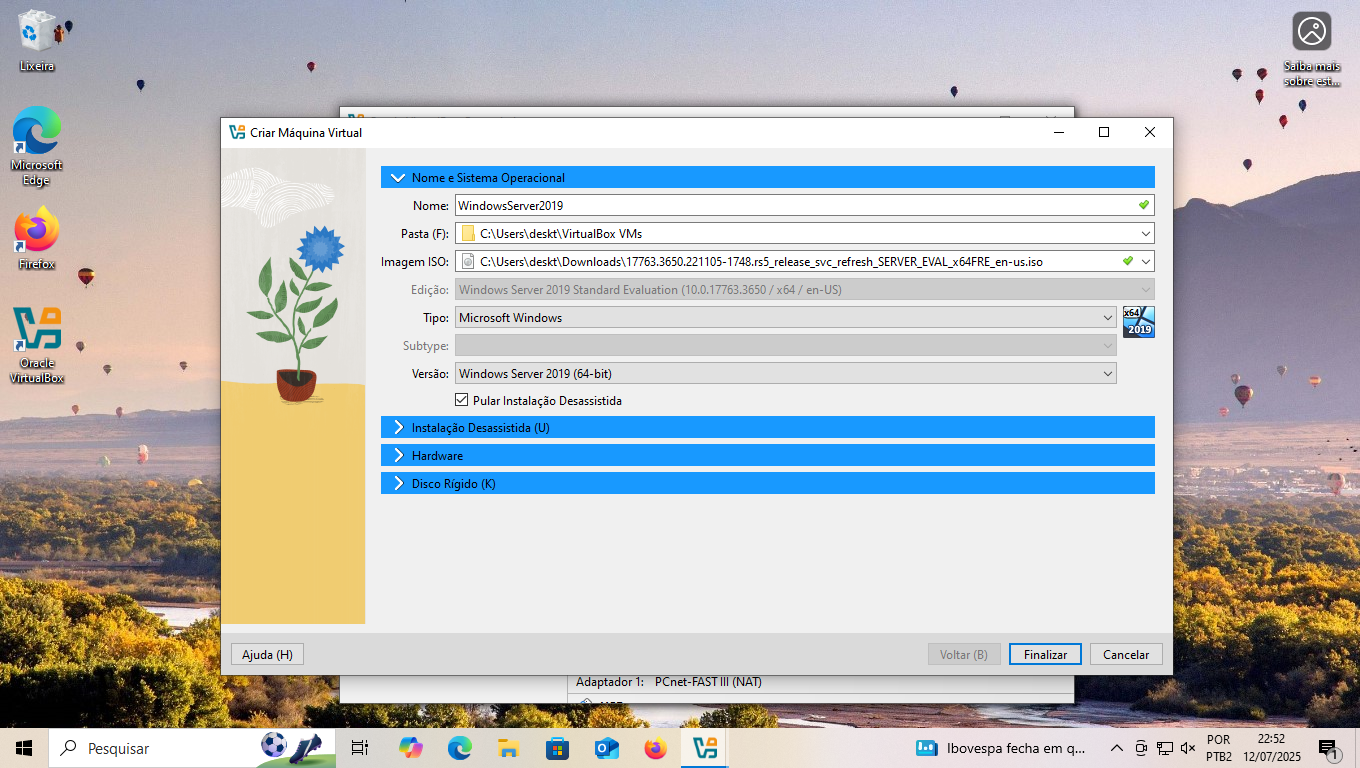 Lixeira
Microsoft
Edge
Firefox
Oracle
VirtualBox
Saiba mais
sobre est...
Criar Máquina Virtual
Nome e Sistema Operacional
Nome: WindowsServer2019
Pasta (F): C:\Users\deskt\VirtualBox VMs
Imagem ISO: C:\Users\deskt\Downloads\17763.3650.221105-1748.rs5_release_svc_refresh_SERVER_EVAL_x64FRE_en-us.iso
Edição: Windows Server 2019 Standard Evaluation (10.0.17763.3650 / x64 / en-US)
Tipo: Microsoft Windows
x64
2019
Subtype:
Versão: Windows Server 2019 (64-bit)
Pular Instalação Desassistida
Instalação Desassistida (U)
Hardware
Disco Rígido (K)
Ajuda (H)
Voltar (B)
Finalizar
Cancelar
Adaptador 1: PCnet-FAST III (NAT)
Pesquisar
Ibovespa fecha em q...
POR
PTB2
22:52
12/07/2025
1